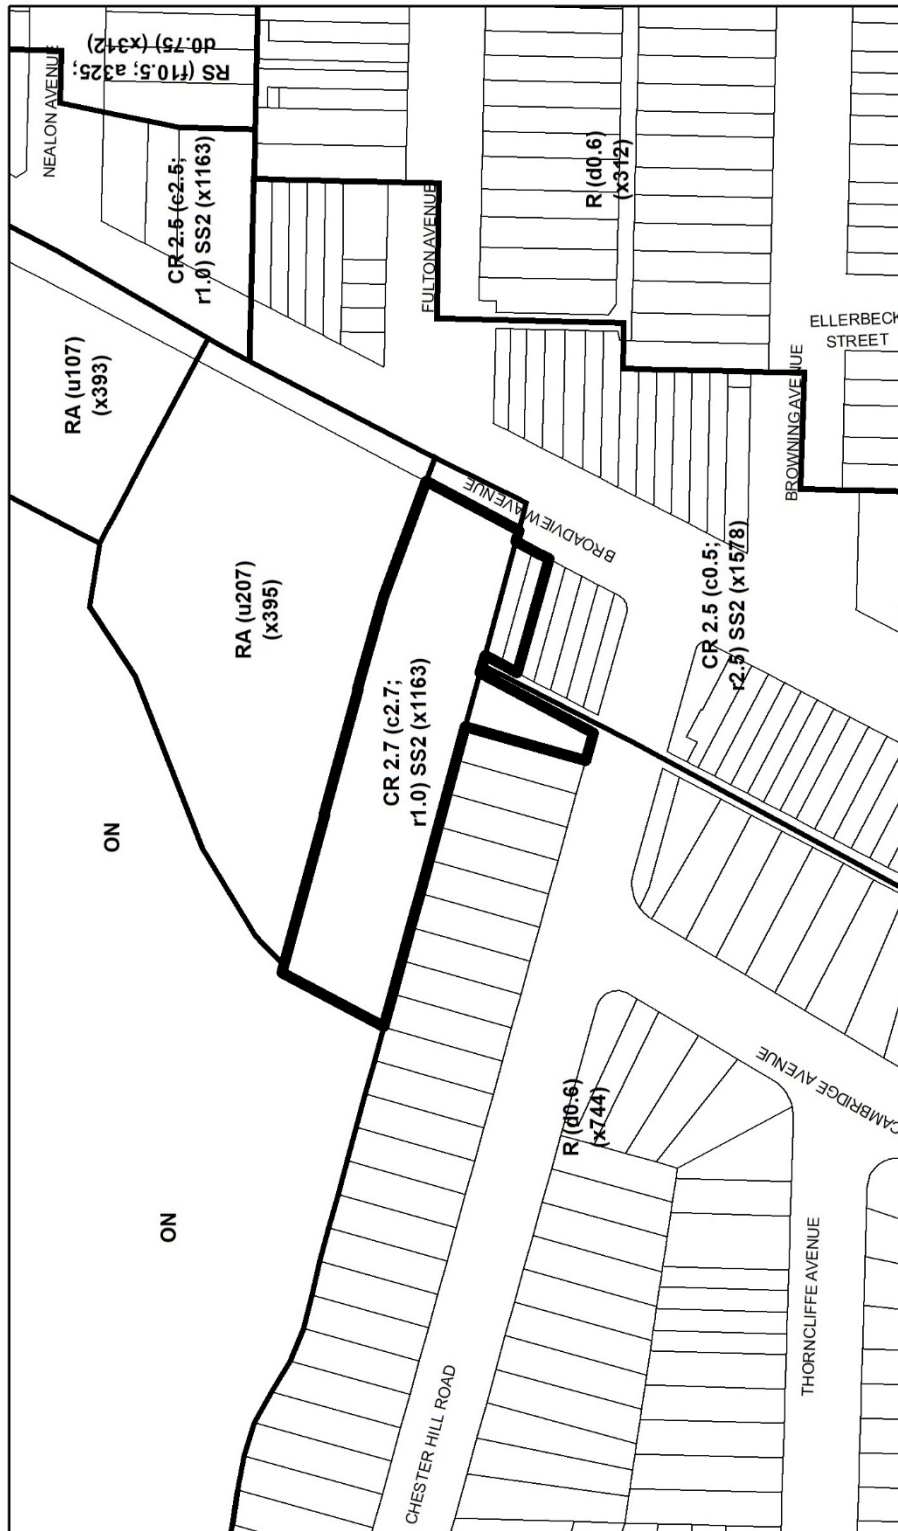 RS (f10.5; a325;
d0.75) (x312)
NEALON AVENUE
CR 2.5 (c2.5;
r1.0) SS2 (x1163)
R (d0.6)
(x312)
FULTON AVENUE
ELLERBECK
STREET
RA (u107)
(x393)
BROWNING AVENUE
BROADVIEW AVENUE
RA (u207)
(x395)
CR 2.5 (c0.5;
r2.5) SS2 (x1578)
CR 2.7 (c2.7;
r1.0) SS2 (x1163)
ON
CAMBRIDGE AVENUE
R (d0.6)
(x744)
ON
THORNCLIFFE AVENUE
CHESTER HILL ROAD